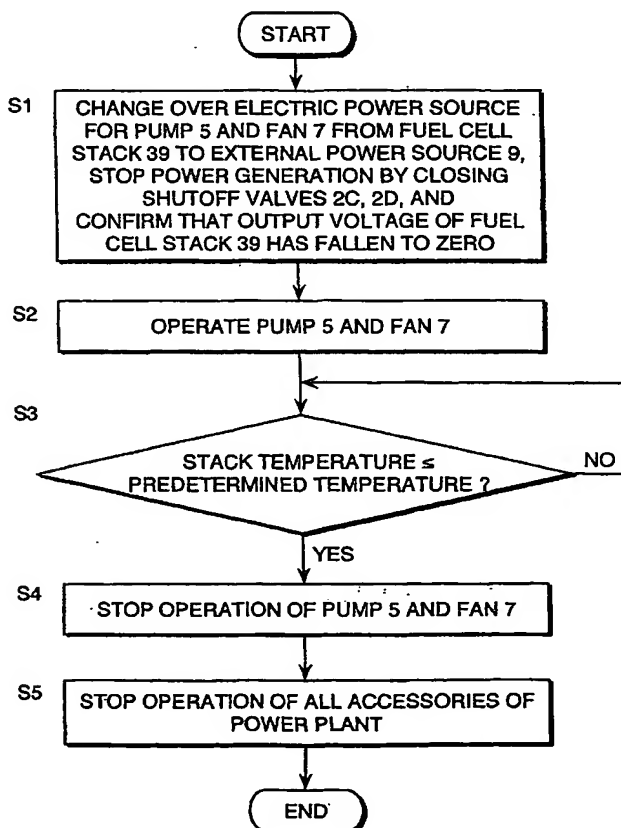 START
S1
CHANGE OVER ELECTRIC POWER SOURCE
FOR PUMP 5 AND FAN 7 FROM FUEL CELL
STACK 39 TO EXTERNAL POWER SOURCE 9,
STOP POWER GENERATION BY CLOSING
SHUTOFF VALVES 2C, 2D, AND
CONFIRM THAT OUTPUT VOLTAGE OF FUEL
CELL STACK 39 HAS FALLEN TO ZERO
S2
OPERATE PUMP 5 AND FAN 7
S3
STACK TEMPERATURE ≤
PREDETERMINED TEMPERATURE ?
NO
YES
S4
STOP OPERATION OF PUMP 5 AND FAN 7
S5
STOP OPERATION OF ALL ACCESSORIES OF
POWER PLANT
END